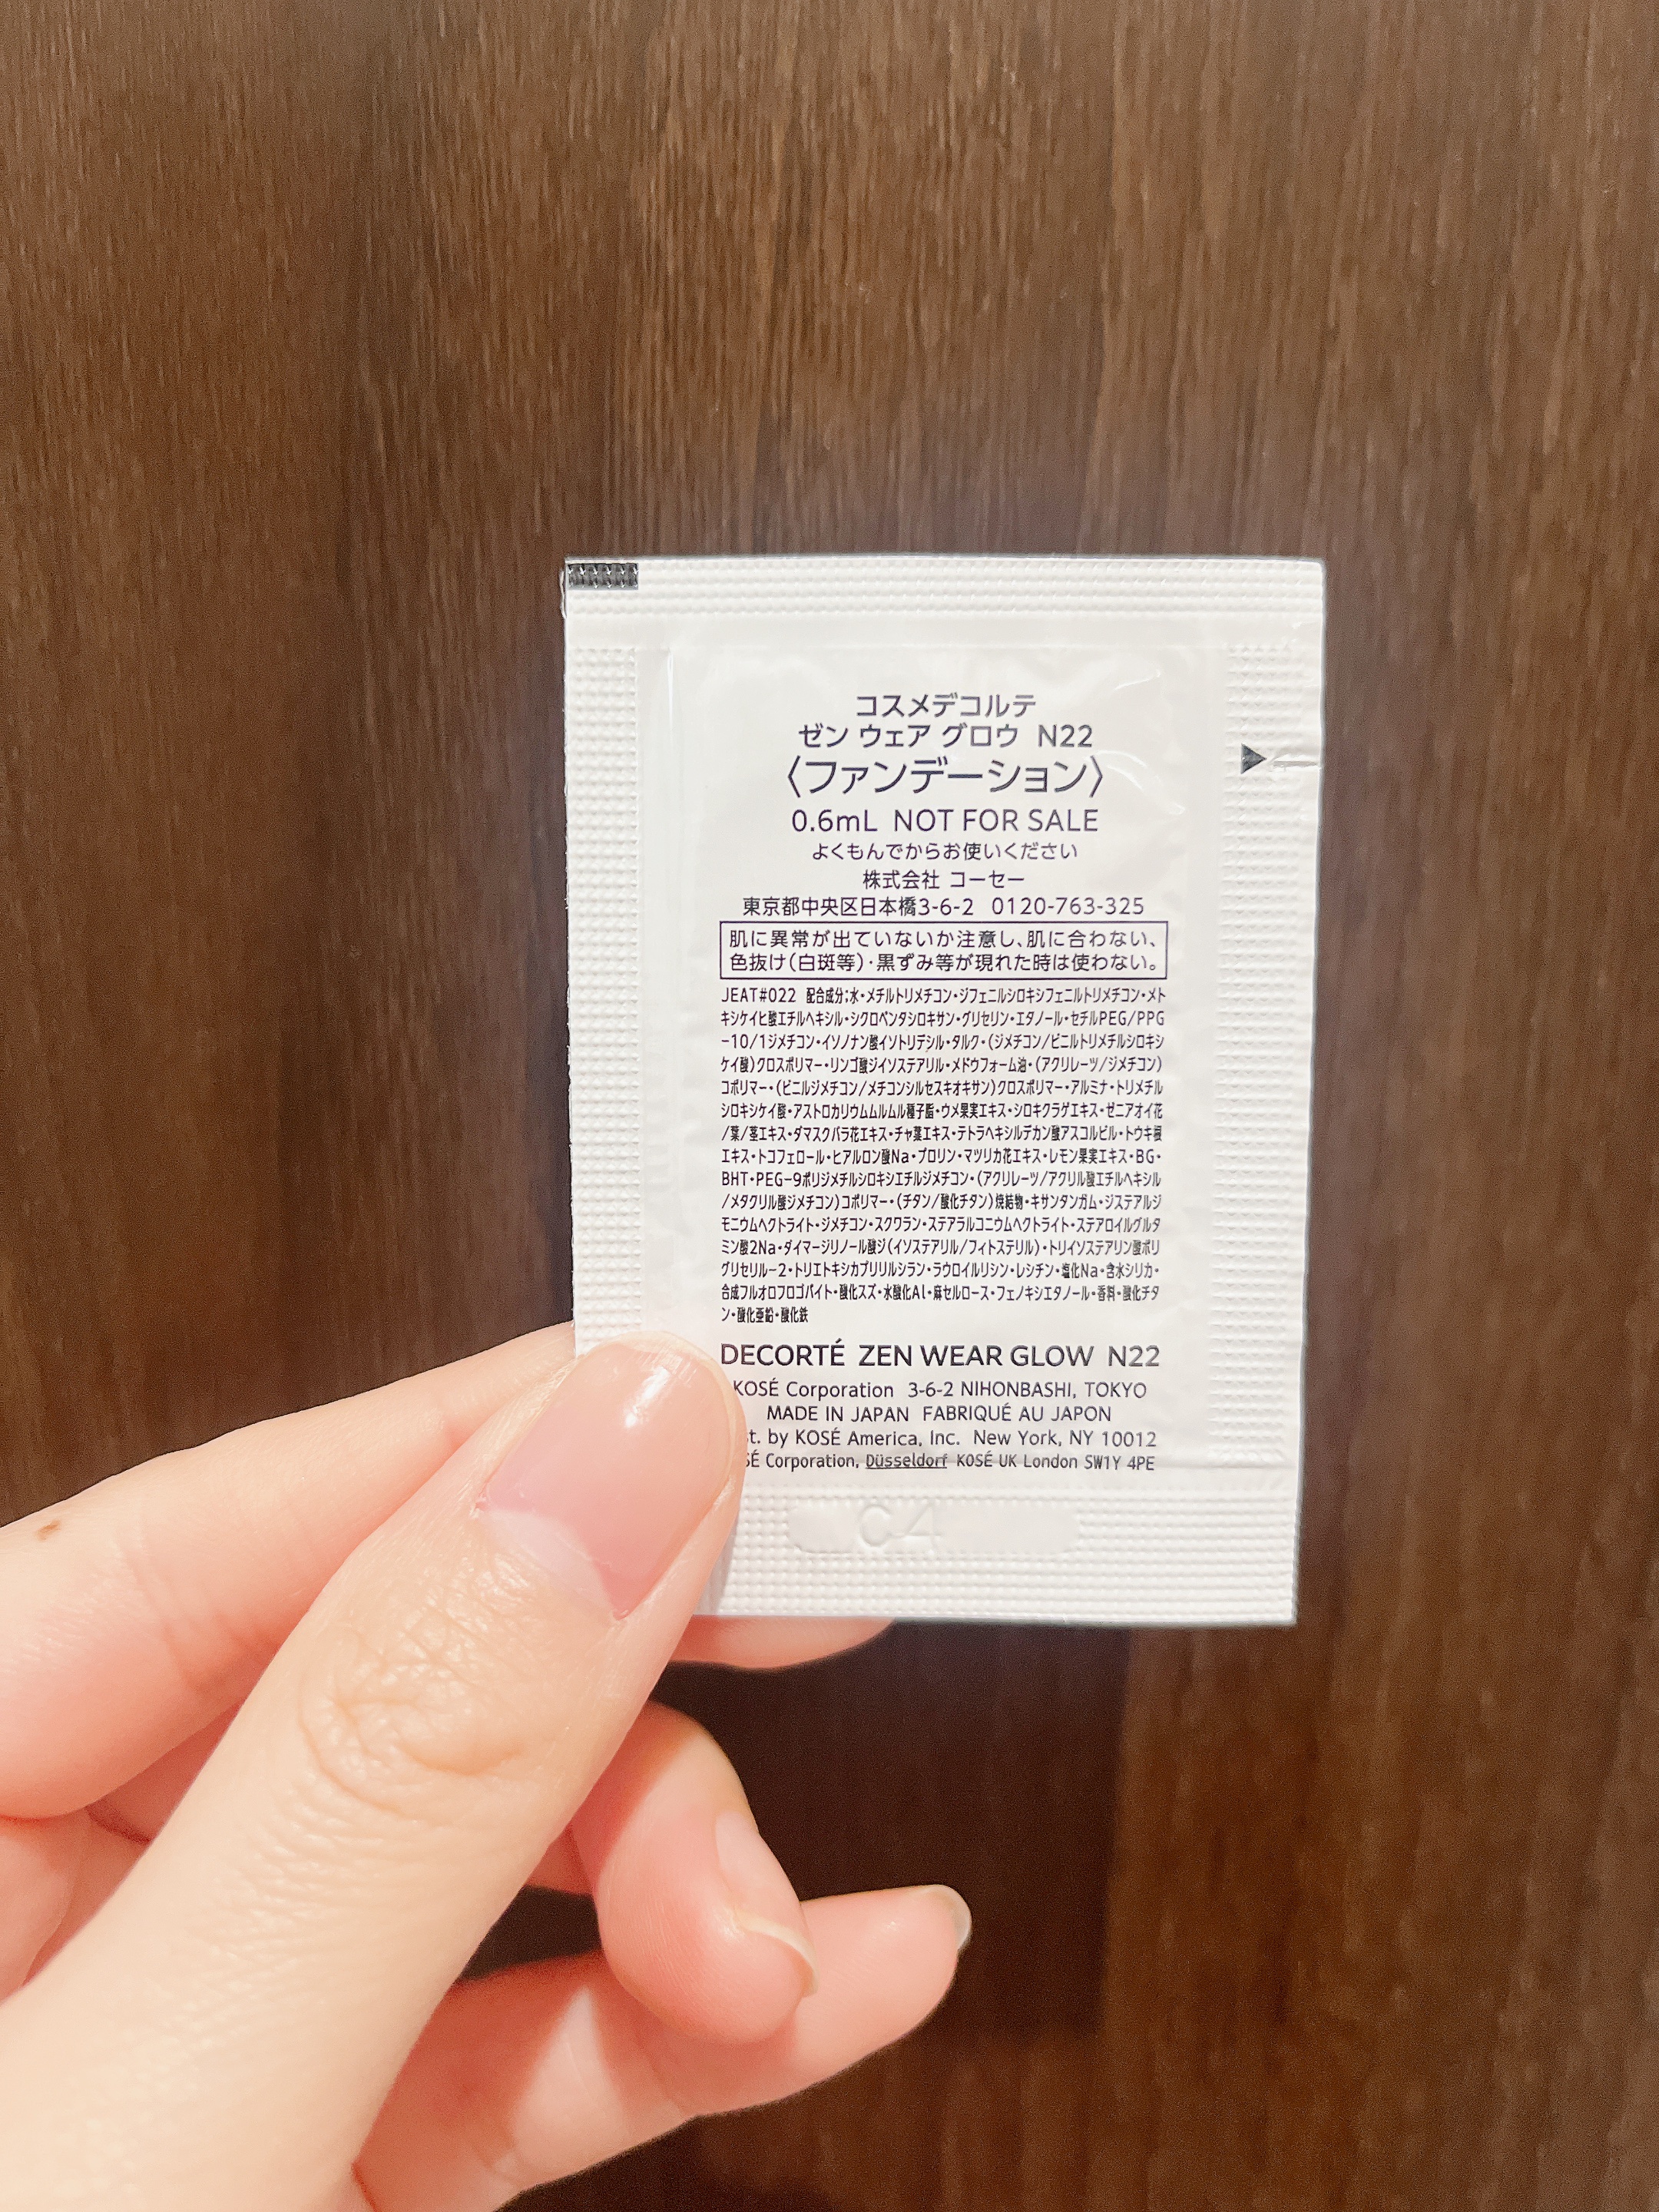 コスメデコルテ
ゼン ウェア グロウ N22
〈ファンデーション〉
0.6mL NOT FOR SALE
よくもんでからお使いください
株式会社 コーセー
東京都中央区日本橋3-6-2 0120-763-325
肌に異常が出ていないか注意し、肌に合わない、
色抜け(白斑等)・黒ずみ等が現れた時は使わない。
JEAT#022 配合成分;水・メチルトリメチコン・ジフェニルシロキシフェニルトリメチコン・メト
キシケイヒ酸エチルヘキシル・シクロペンタシロキサン・グリセリン・エタノール・セチルPEG/PPG
-10/1ジメチコン・イソノナン酸イソトリデシル・タルク・(ジメチコン/ビニルトリメチルシロキシ
ケイ酸)クロスポリマー・リンゴ酸ジイソステアリル・メドウフォーム油・(アクリレーツ/ジメチコン)
コポリマー・(ビニルジメチコン/メチコンシルセスキオキサン)クロスポリマー・アルミナ・トリメチル
シロキシケイ酸・アストロカリウムムルムル種子脂・ウメ果実エキス・シロキクラゲエキス・ゼニアオイ花
/葉/茎エキス・ダマスクバラ花エキス・チャ葉エキス・テトラヘキシルデカン酸アスコルビル・トウキ根
エキス・トコフェロール・ヒアルロン酸Na・プロリン・マツリカ花エキス・レモン果実エキス・BG・
BHT・PEG-9ポリジメチルシロキシエチルジメチコン・(アクリレーツ/アクリル酸エチルヘキシル
/メタクリル酸ジメチコン)コポリマー・(チタン/酸化チタン)焼結物・キサンタンガム・ジステアルジ
モニウムヘクトライト・ジメチコン・スクワラン・ステアラルコニウムヘクトライト・ステアロイルグルタ
ミン酸2Na・ダイマージリノール酸ジ(イソステアリル/フィトステリル)・トリイソステアリン酸ポリ
グリセリル-2・トリエトキシカプリリルシラン・ラウロイルリシン・レシチン・塩化Na・含水シリカ・
合成フルオロフロゴパイト・酸化スズ・水酸化Al・麻セルロース・フェノキシエタノール・香料・酸化チタ
ン・酸化亜鉛・酸化鉄
DECORTÉ ZEN WEAR GLOW N22
KOSÉ Corporation 3-6-2 NIHONBASHI, TOKYO
MADE IN JAPAN FABRIQUÉ AU JAPON
by KOSÉ America, Inc. New York, NY 10012
Corporation, Düsseldorf KOSÉ UK London SW1Y 4PE
CA